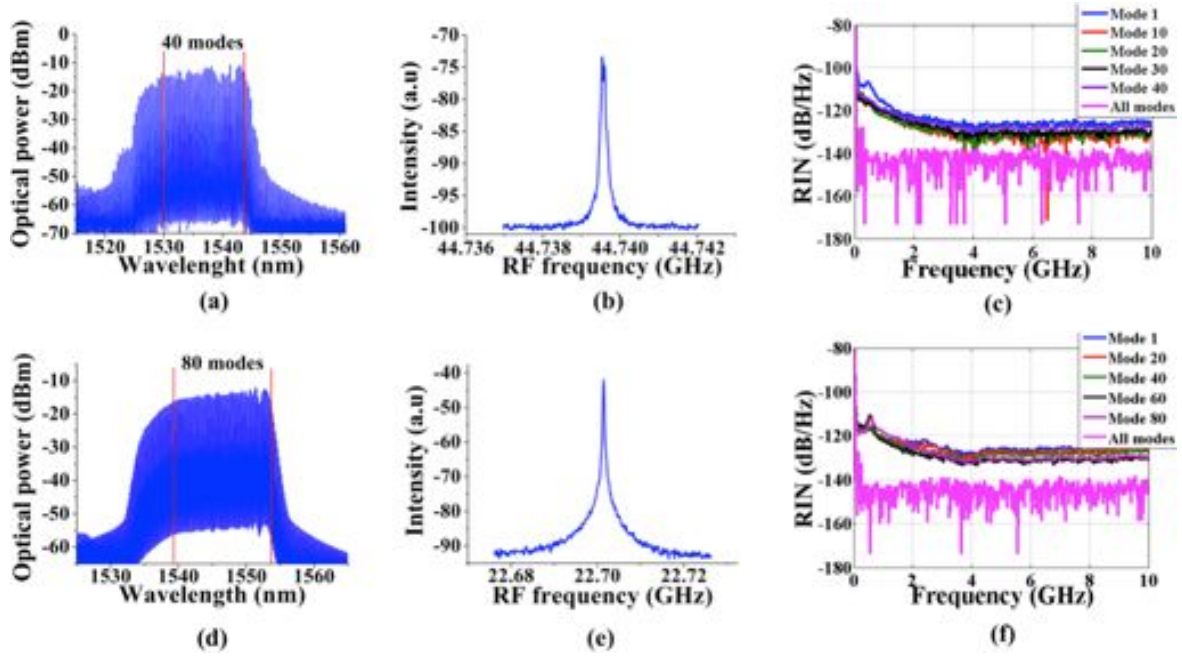 0
-10
-20
-30
-40
-50
-60
-70
40 modes
Optical power (dBm)
1520 1530 1540 1550 1560
Wavelenght (nm)
(a)
-70
-75
-80
-85
-90
-95
-100
Intensity (a.u)
44.736 44.738 44.740 44.742
RF frequency (GHz)
(b)
-80
-100
-120
-140
-160
-180
RIN (dB/Hz)
Mode 1
Mode 10
Mode 20
Mode 30
Mode 40
All modes
0 2 4 6 8 10
Frequency (GHz)
(c)
80 modes
-10
-20
-30
-40
-50
-60
Optical power (dBm)
1530 1540 1550 1560
Wavelength (nm)
(d)
-40
-50
-60
-70
-80
-90
Intensity (a.u)
22.68 22.70 22.72
RF frequency (GHz)
(e)
-80
-100
-120
-140
-160
-180
RIN (dB/Hz)
Mode 1
Mode 20
Mode 40
Mode 60
Mode 80
All modes
0 2 4 6 8 10
Frequency (GHz)
(f)